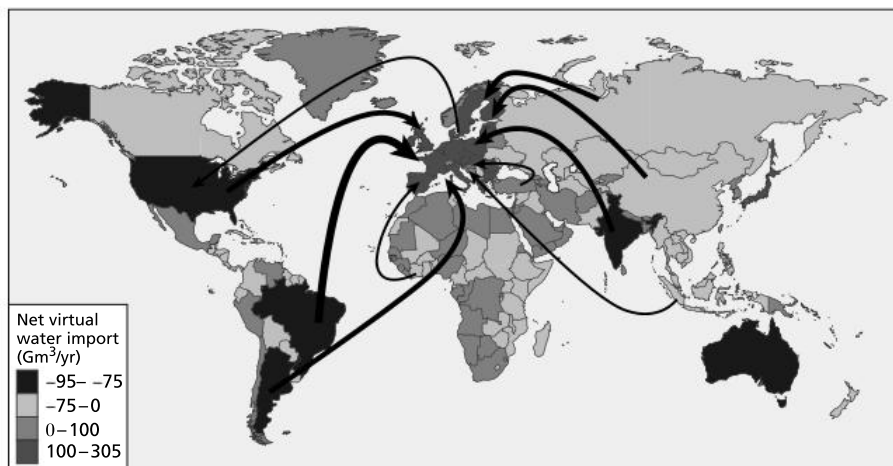 Net virtual
water import
(Gm³/yr)
–95– –75
–75–0
0–100
100–305